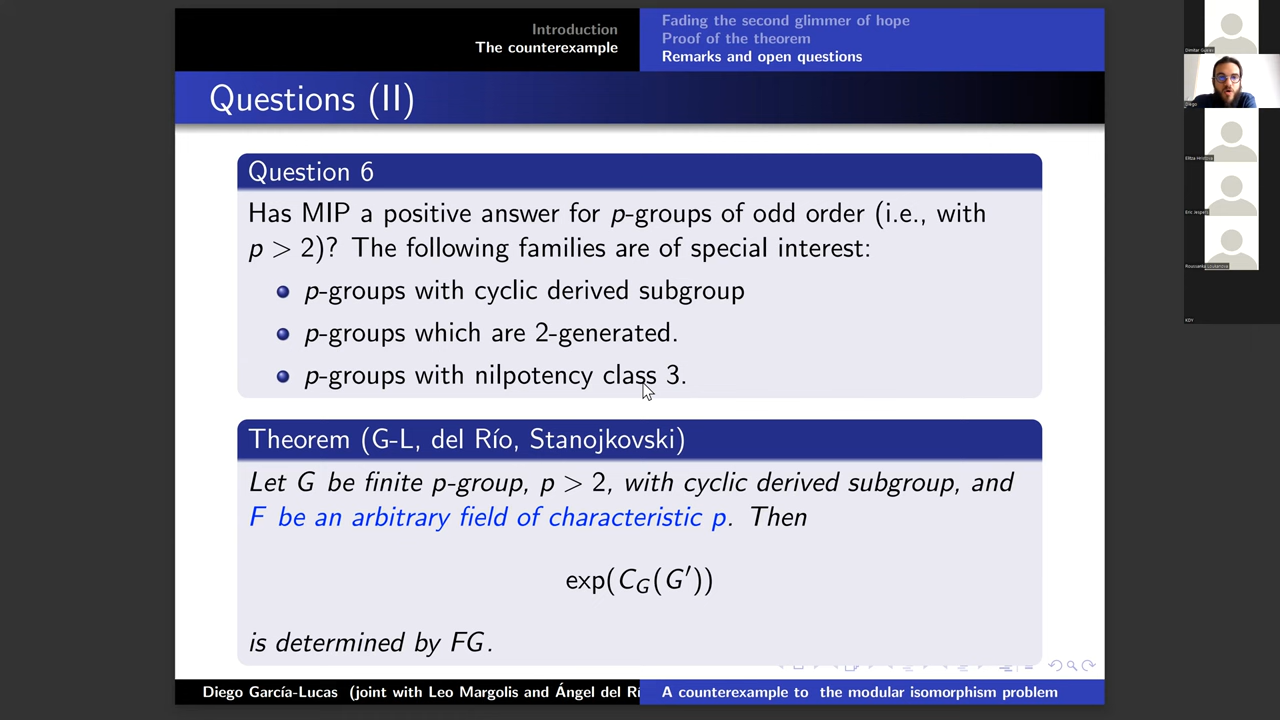 Introduction
The counterexample
Fading the second glimmer of hope
Proof of the theorem
Remarks and open questions
Questions (II)
Question 6
Has MIP a positive answer for p-groups of odd order (i.e., with
p > 2)? The following families are of special interest:
p-groups with cyclic derived subgroup
p-groups which are 2-generated.
p-groups with nilpotency class 3.
Theorem (G-L, del Río, Stanojkovski)
Let G be finite p-group, p > 2, with cyclic derived subgroup, and
F be an arbitrary field of characteristic p. Then
exp(C_G(G′))
is determined by FG.
Diego García-Lucas (joint with Leo Margolis and Ángel del Rí
A counterexample to the modular isomorphism problem
Diego
KDY